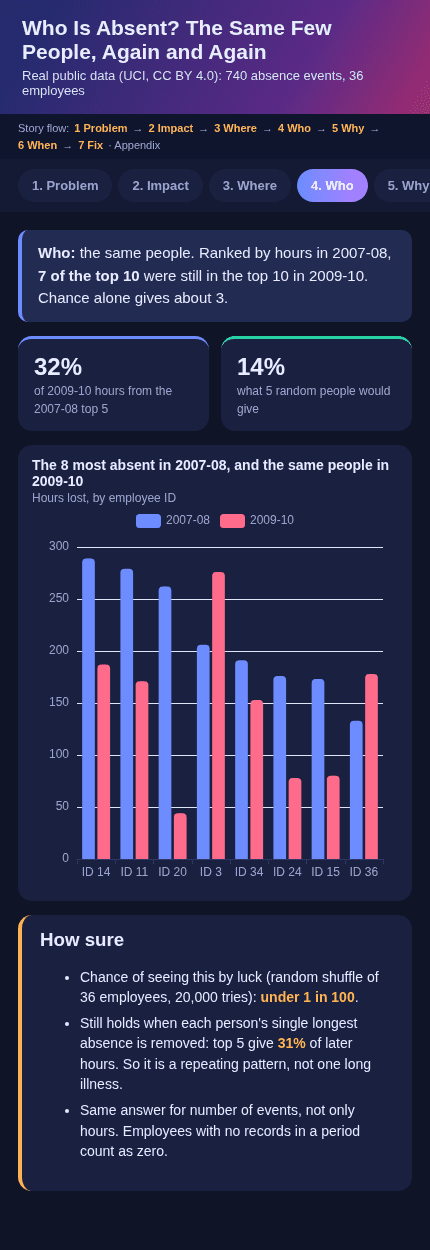 Who Is Absent? The Same Few
People, Again and Again
Real public data (UCI, CC BY 4.0): 740 absence events, 36
employees
Story flow: 1 Problem → 2 Impact → 3 Where → 4 Who → 5 Why →
6 When → 7 Fix · Appendix
1. Problem 2. Impact 3. Where 4. Who 5. Why
Who: the same people. Ranked by hours in 2007-08,
7 of the top 10 were still in the top 10 in 2009-10.
Chance alone gives about 3.
32%
of 2009-10 hours from the
2007-08 top 5
14%
what 5 random people would
give
The 8 most absent in 2007-08, and the same people in
2009-10
Hours lost, by employee ID
2007-08 2009-10
300
250
200
150
100
50
0
ID 14 ID 11 ID 20 ID 3 ID 34 ID 24 ID 15 ID 36
How sure
• Chance of seeing this by luck (random shuffle of
36 employees, 20,000 tries): under 1 in 100.
• Still holds when each person's single longest
absence is removed: top 5 give 31% of later
hours. So it is a repeating pattern, not one long
illness.
• Same answer for number of events, not only
hours. Employees with no records in a period
count as zero.